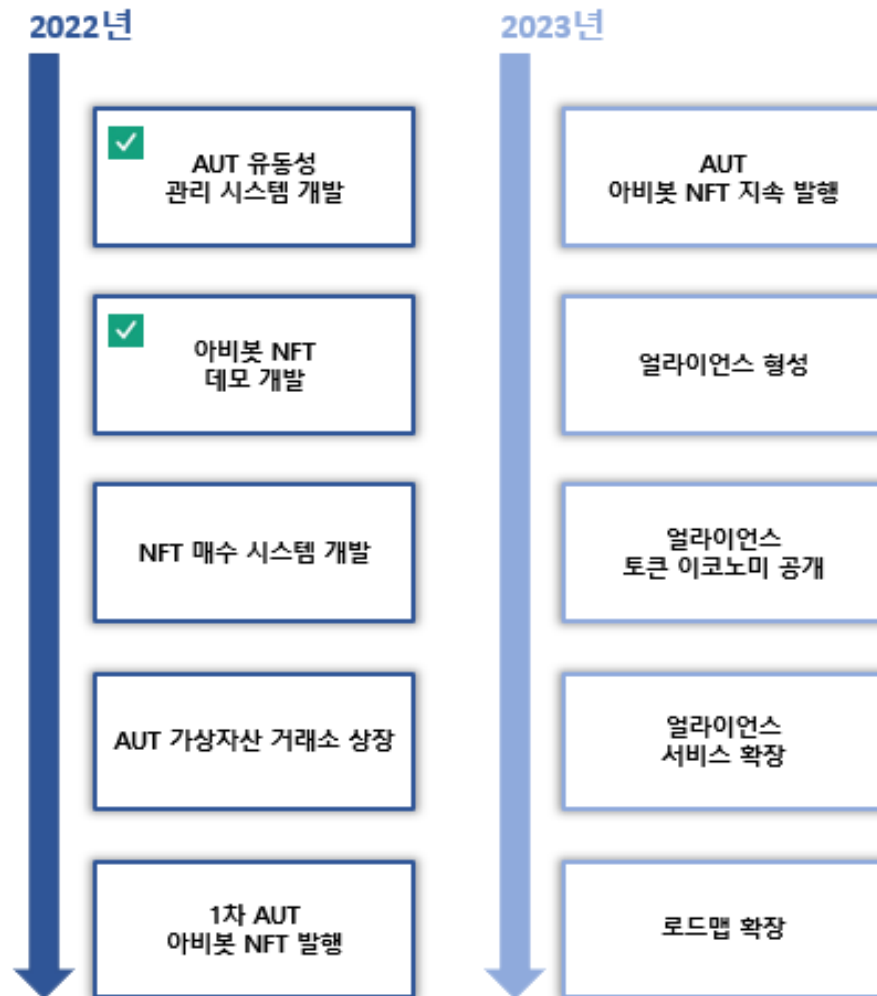 2022년
AUT 유동성
관리 시스템 개발
아비봇 NFT
데모 개발
NFT 매수 시스템 개발
AUT 가상자산 거래소 상장
1차 AUT
아비봇 NFT 발행
2023년
AUT
아비봇 NFT 지속 발행
얼라이언스 형성
얼라이언스
토큰 이코노미 공개
얼라이언스
서비스 확장
로드맵 확장